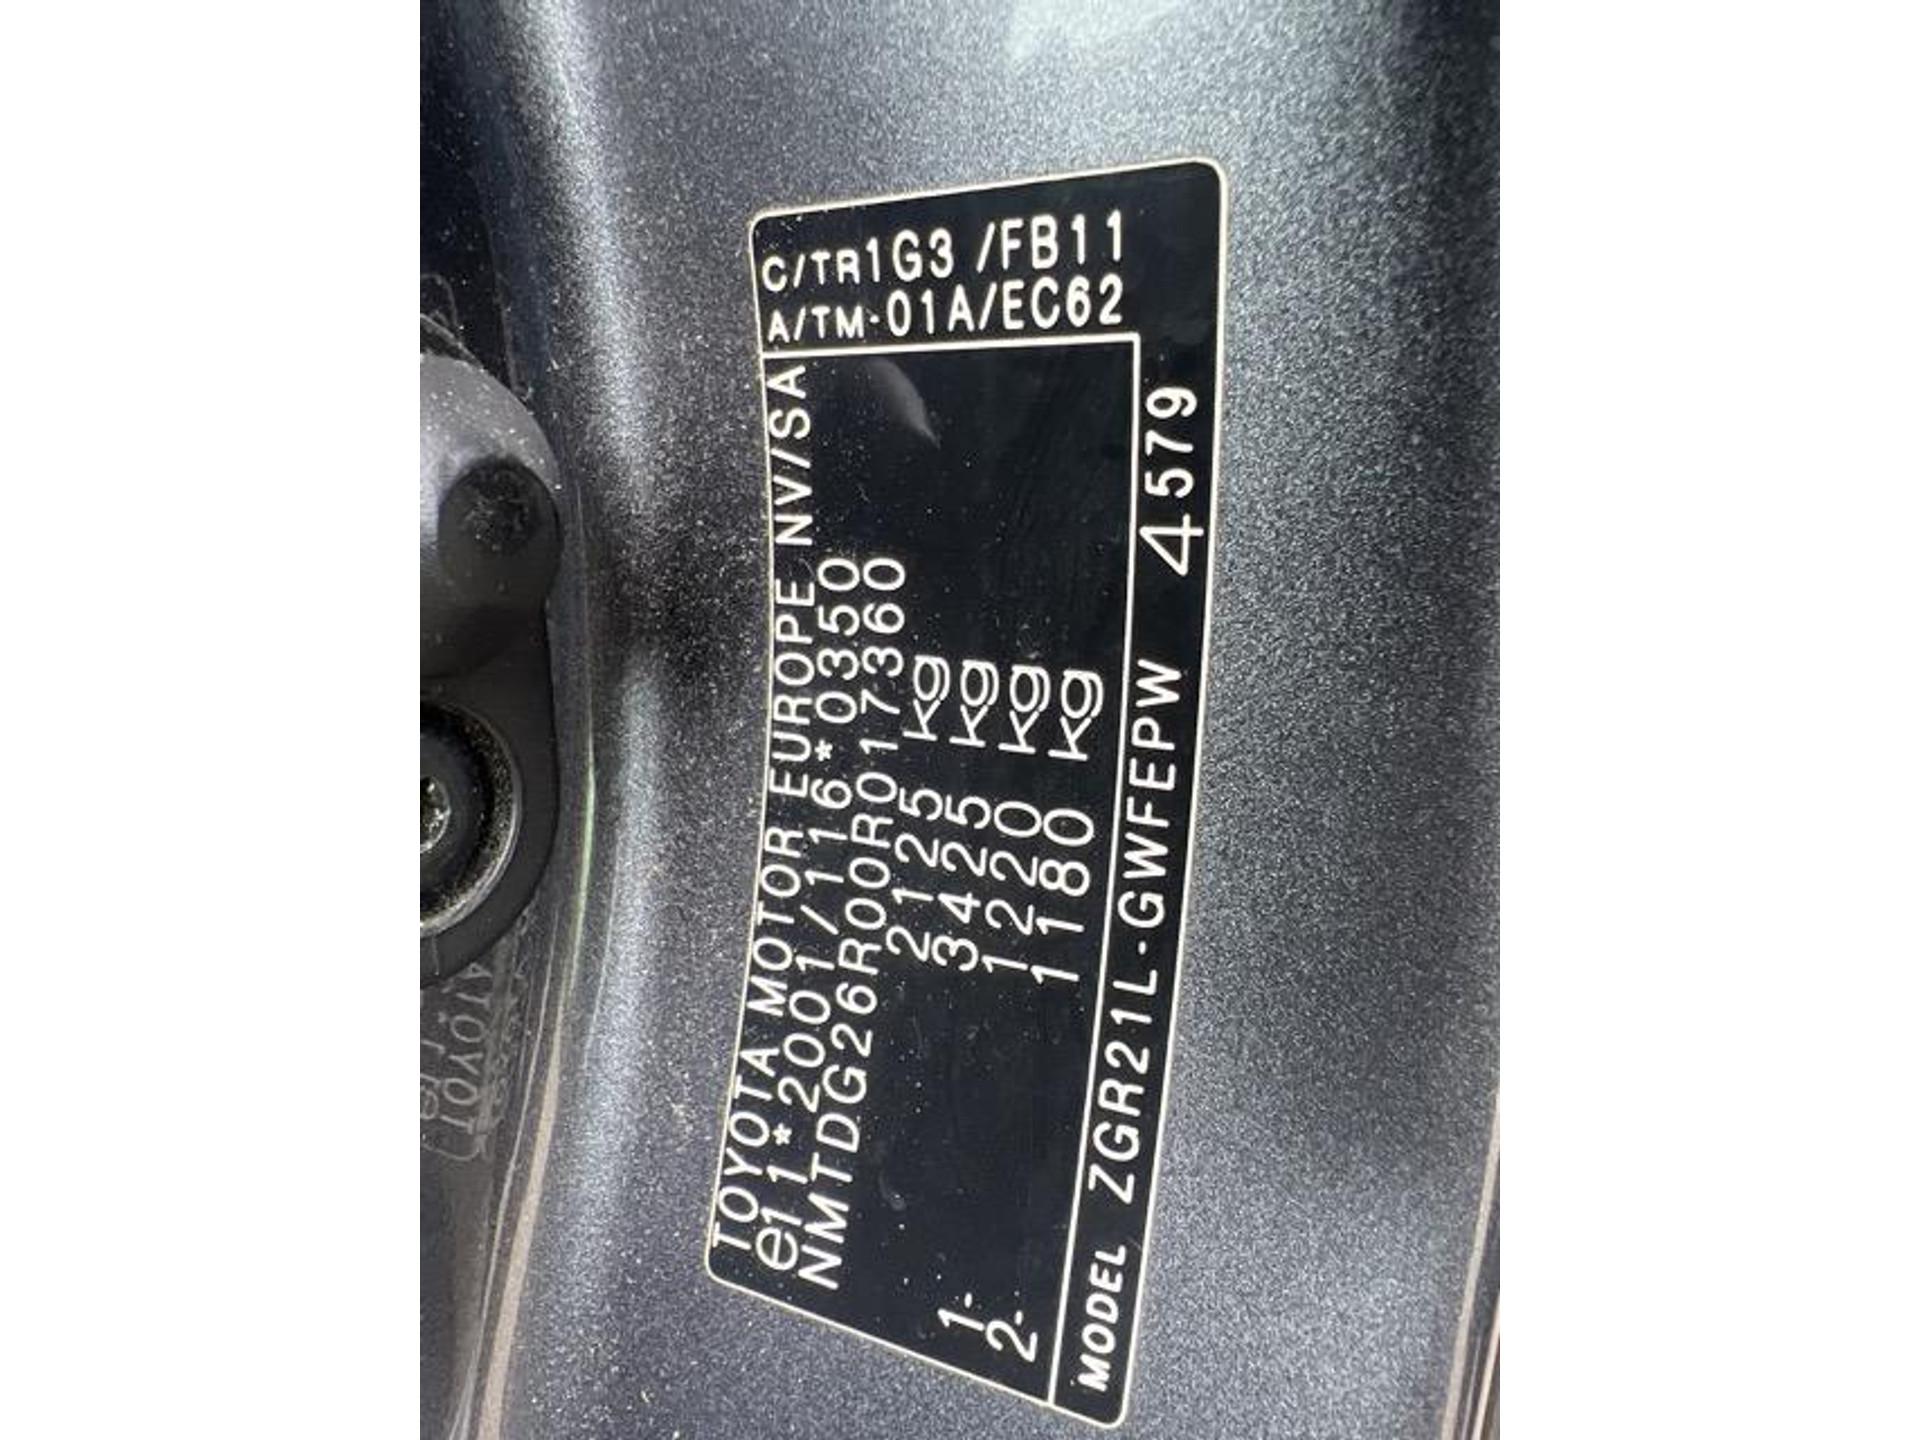 TOYOTA MOTOR EUROPE NV/SA
e11*2001/116*0350
NMTDG26R00R017360
2125 kg
3425 kg
1- 1220 kg
2- 1180 kg
C/TR1G3 /FB11
A/TM-01A/EC62
MODEL ZGR21L-GWFEPW 4579